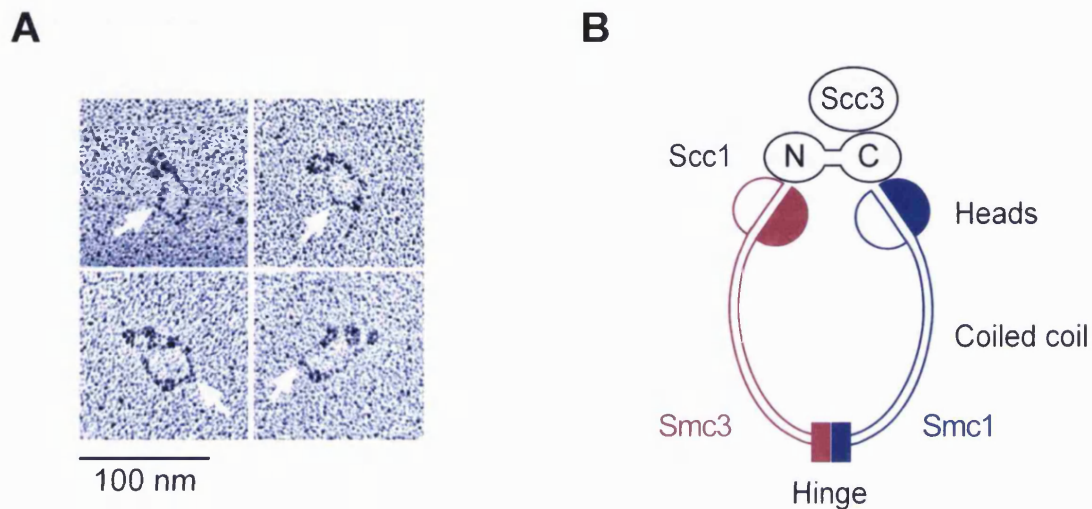 A
B
100 nm
Scc3
Scc1
N
C
Heads
Coiled coil
Smc3
Smc1
Hinge